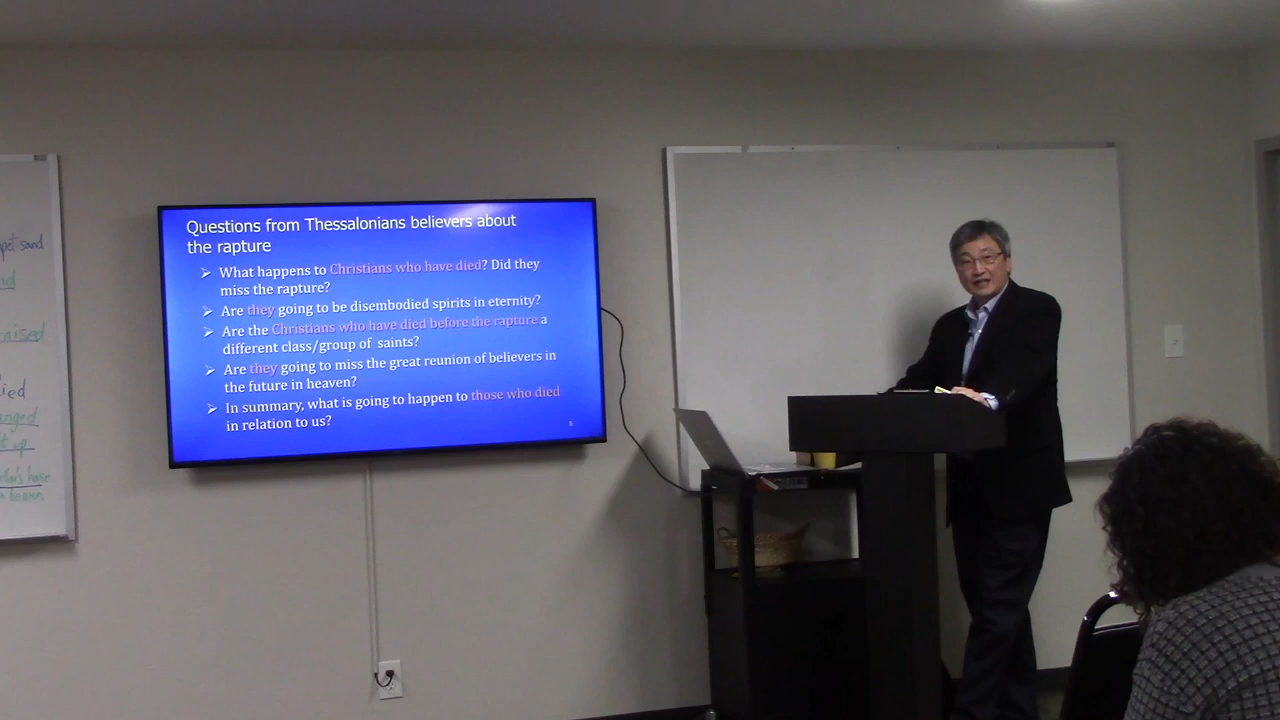 Questions from Thessalonians believers about
the rapture
➢ What happens to Christians who have died? Did they
miss the rapture?
➢ Are they going to be disembodied spirits in eternity?
➢ Are the Christians who have died before the rapture a
different class/group of saints?
➢ Are they going to miss the great reunion of believers in
the future in heaven?
➢ In summary, what is going to happen to those who died
in relation to us?
5